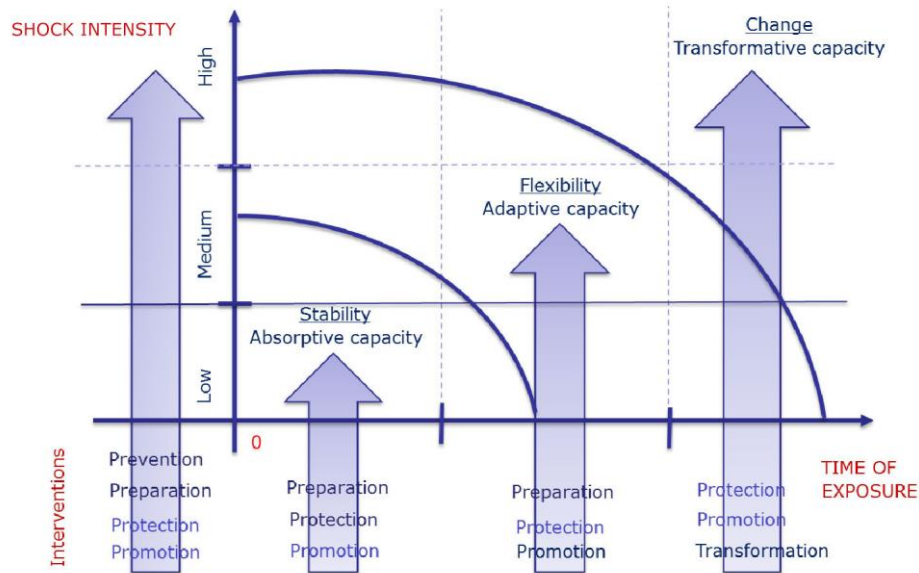 SHOCK INTENSITY
High
Medium
Low
Change
Transformative capacity
Flexibility
Adaptive capacity
Stability
Absorptive capacity
0
TIME OF
EXPOSURE
Interventions
Prevention
Preparation
Protection
Promotion
Preparation
Protection
Promotion
Preparation
Protection
Promotion
Protection
Promotion
Transformation